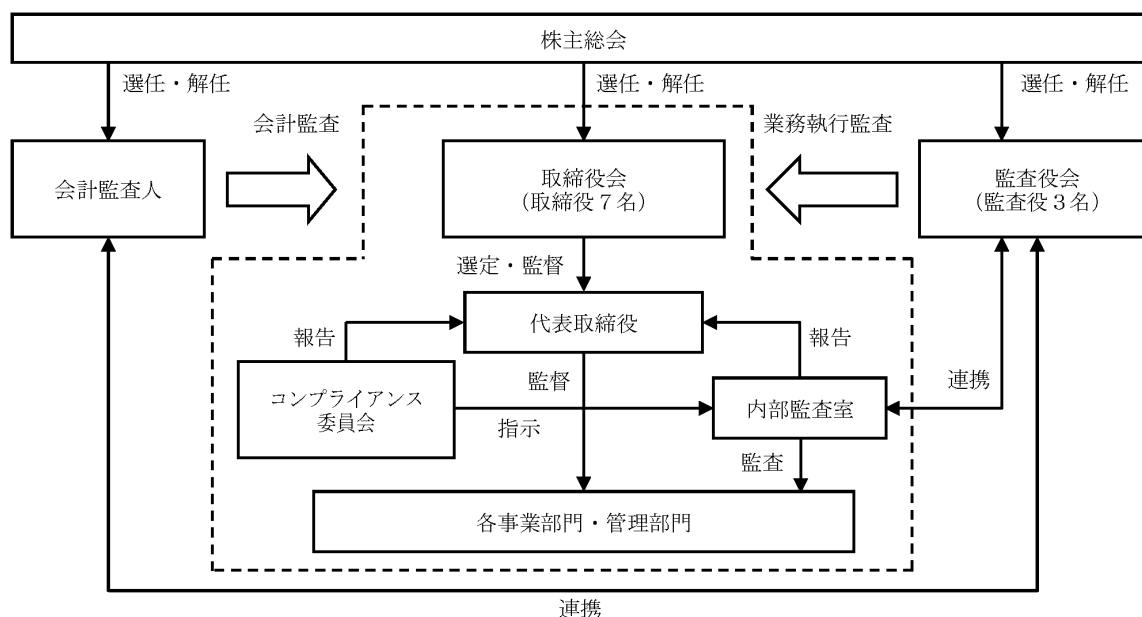 株主総会
選任・解任
選任・解任
選任・解任
会計監査
業務執行監査
会計監査人
取締役会
(取締役7名)
監査役会
(監査役3名)
選定・監督
代表取締役
報告
報告
監督
連携
コンプライアンス
委員会
内部監査室
指示
監査
各事業部門・管理部門
連携